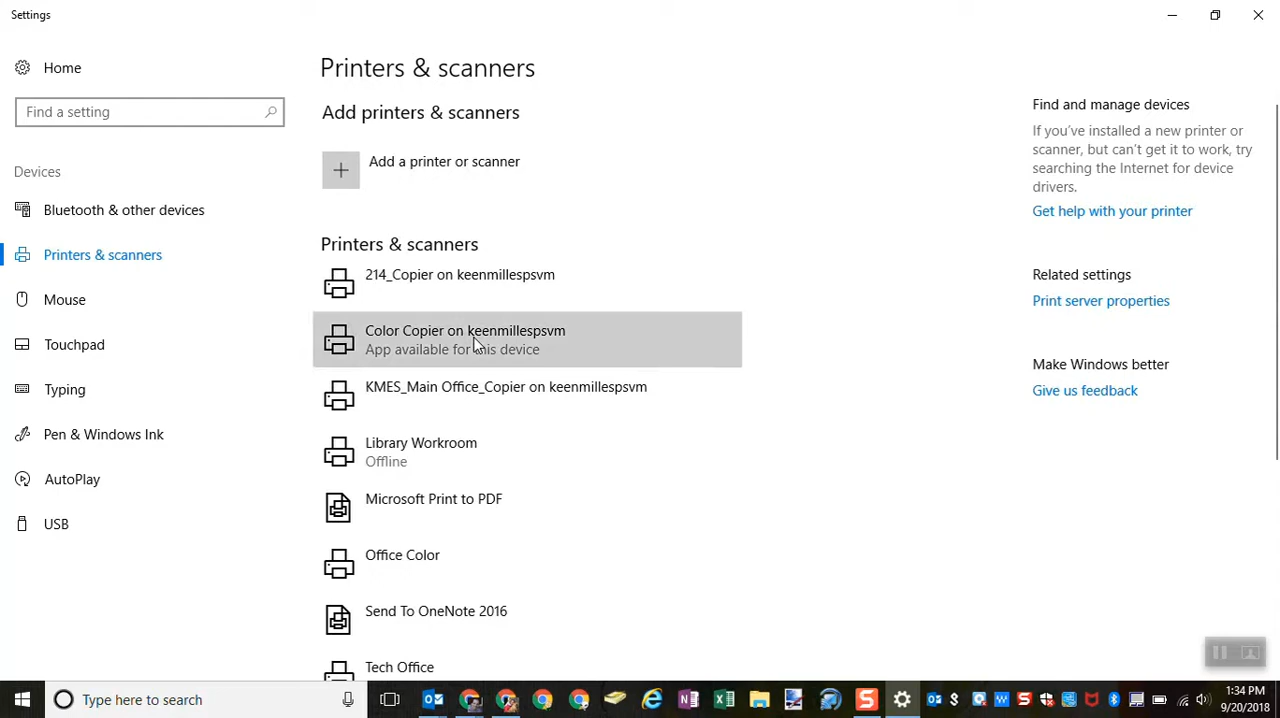 Settings
Home
Find a setting
Devices
Bluetooth & other devices
Printers & scanners
Mouse
Touchpad
Typing
Pen & Windows Ink
AutoPlay
USB
Printers & scanners
Add printers & scanners
Add a printer or scanner
Printers & scanners
214_Copier on keenmillespsvm
Color Copier on keenmillespsvm
App available for this device
KMES_Main Office_Copier on keenmillespsvm
Library Workroom
Offline
Microsoft Print to PDF
Office Color
Send To OneNote 2016
Tech Office
Find and manage devices
If you've installed a new printer or
scanner, but can't get it to work, try
searching the Internet for device
drivers.
Get help with your printer
Related settings
Print server properties
Make Windows better
Give us feedback
Type here to search
1:34 PM
9/20/2018